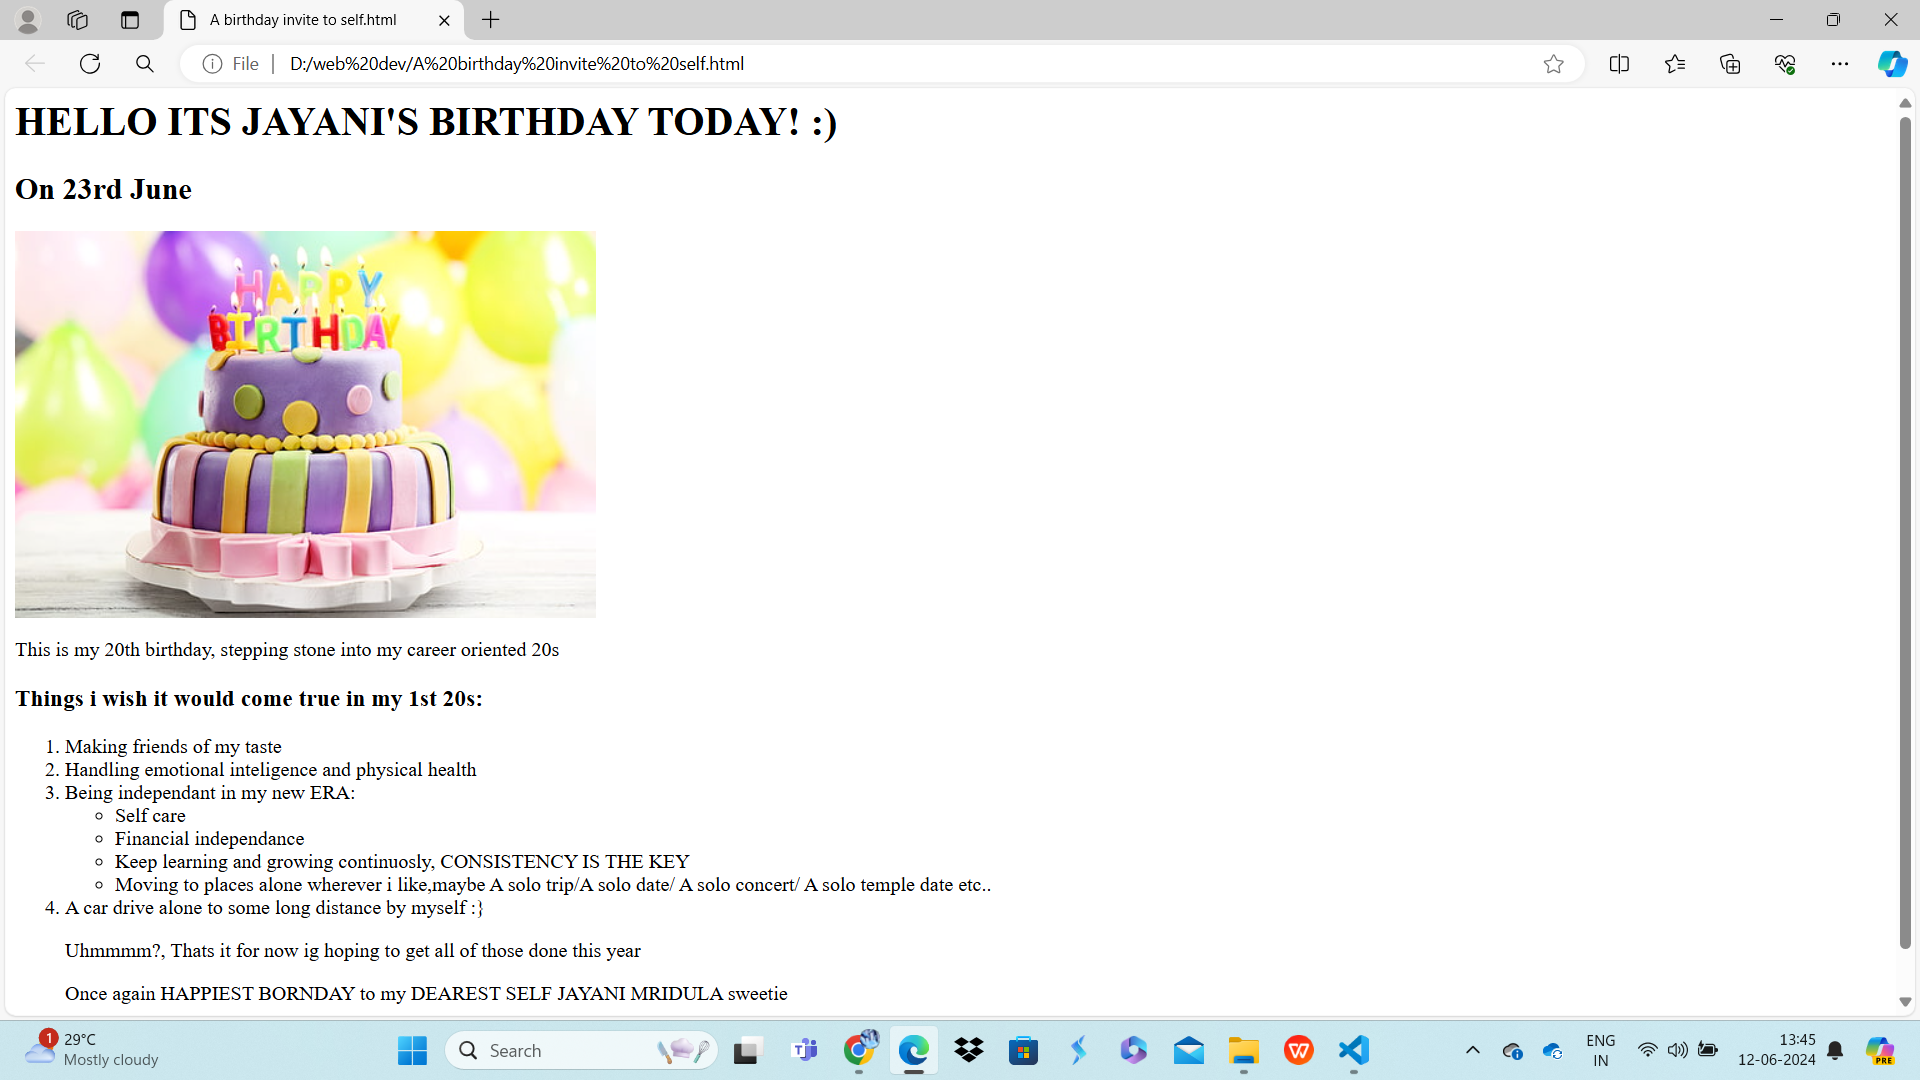 A birthday invite to self.html
File
D:/web%20dev/A%20birthday%20invite%20to%20self.html
HELLO ITS JAYANI'S BIRTHDAY TODAY! :)
On 23rd June
HAPPY
BIRTHDAY
This is my 20th birthday, stepping stone into my career oriented 20s
Things i wish it would come true in my 1st 20s:
1. Making friends of my taste
2. Handling emotional inteligence and physical health
3. Being independant in my new ERA:
Self care
Financial independance
Keep learning and growing continuosly, CONSISTENCY IS THE KEY
Moving to places alone wherever i like,maybe A solo trip/A solo date/ A solo concert/ A solo temple date etc..
4. A car drive alone to some long distance by myself :}
Uhmmmm?, Thats it for now ig hoping to get all of those done this year
Once again HAPPIEST BORNDAY to my DEAREST SELF JAYANI MRIDULA sweetie
1
29°C
Mostly cloudy
Search
ENG
IN
13:45
12-06-2024
PRE